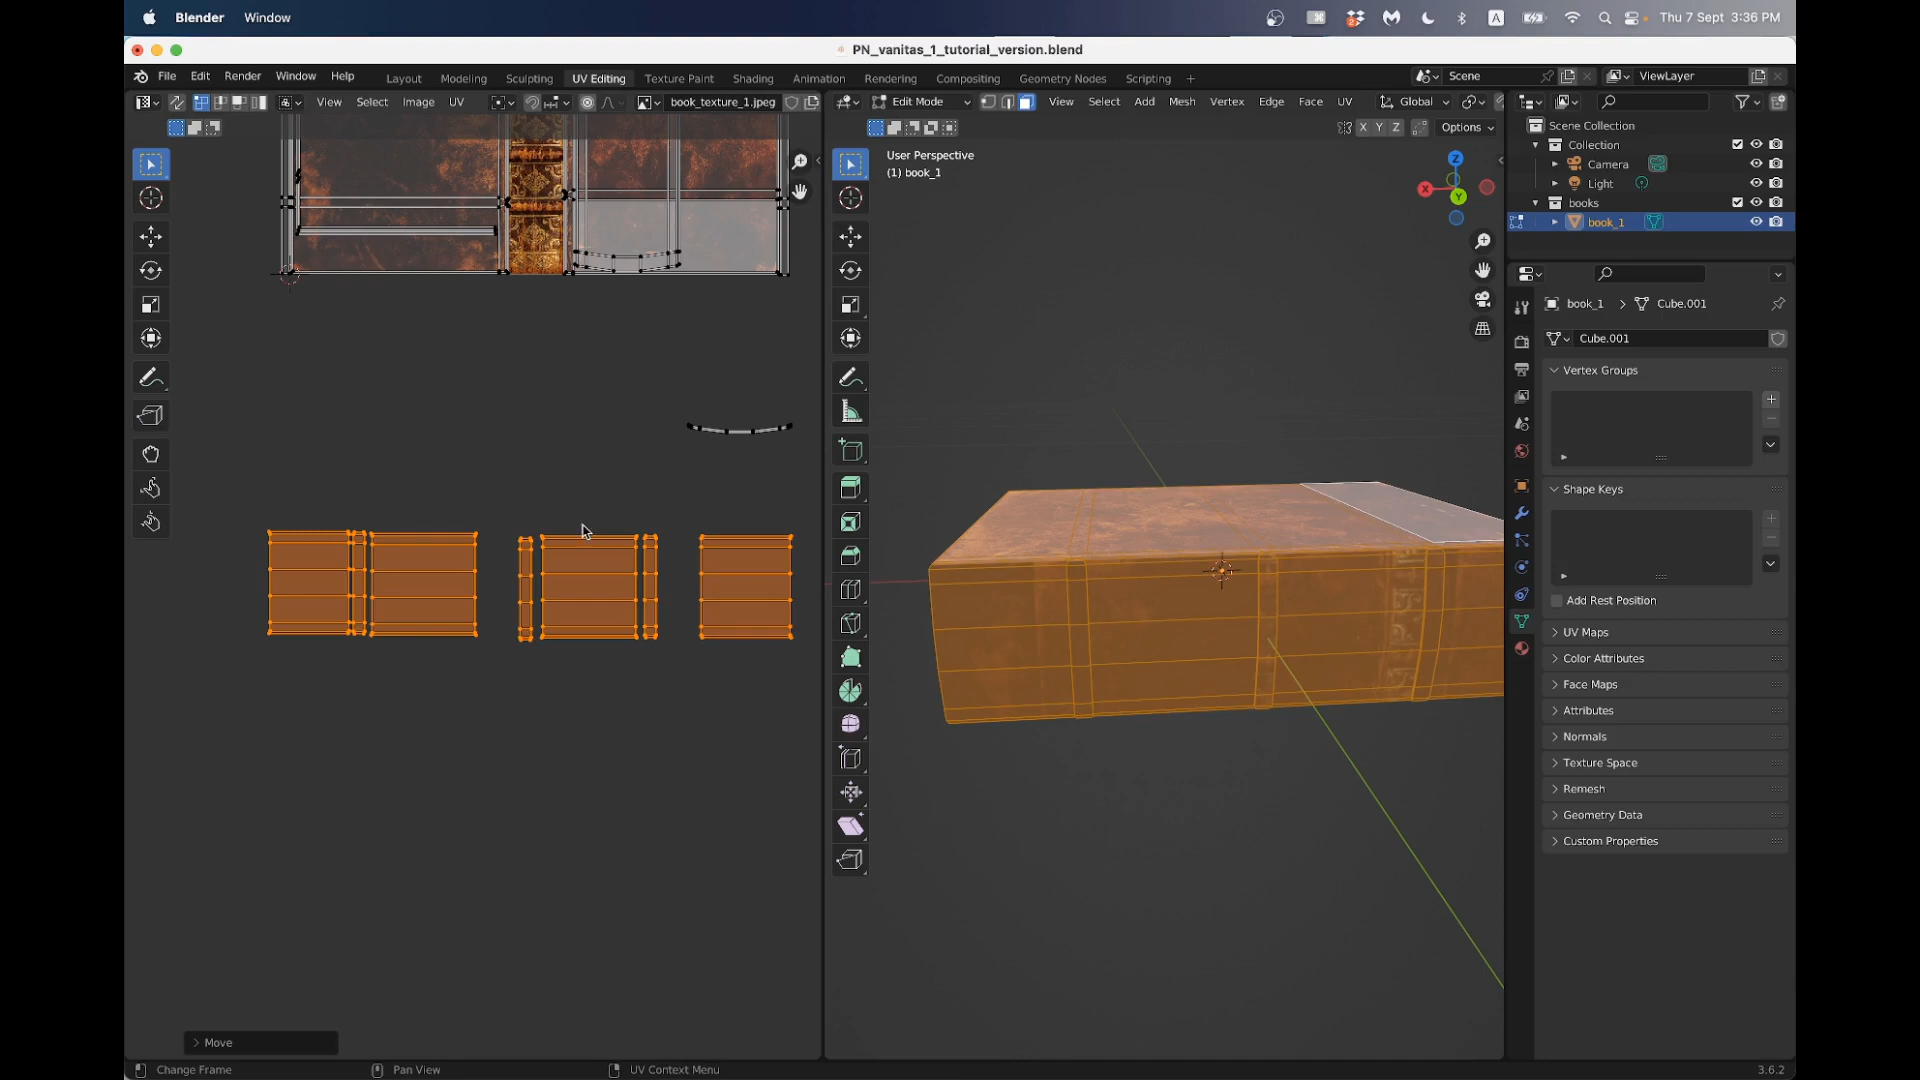 Blender Window
A Thu 7 Sept 3:36 PM
PN_vanitas_1_tutorial_version.blend
File Edit Render Window Help Layout Modeling Sculpting UV Editing Texture Paint Shading Animation Rendering Compositing Geometry Nodes Scripting + Scene ViewLayer
View Select Image UV book_texture_1.jpeg Edit Mode View Select Add Mesh Vertex Edge Face UV Global
X Y Z Options
Scene Collection
Collection
Camera
Light
books
book_1
User Perspective
(1) book_1
Z
X
Y
book_1 > Cube.001
Cube.001
Vertex Groups
Shape Keys
Add Rest Position
UV Maps
Color Attributes
Face Maps
Attributes
Normals
Texture Space
Remesh
Geometry Data
Custom Properties
> Move
Change Frame Pan View UV Context Menu 3.6.2